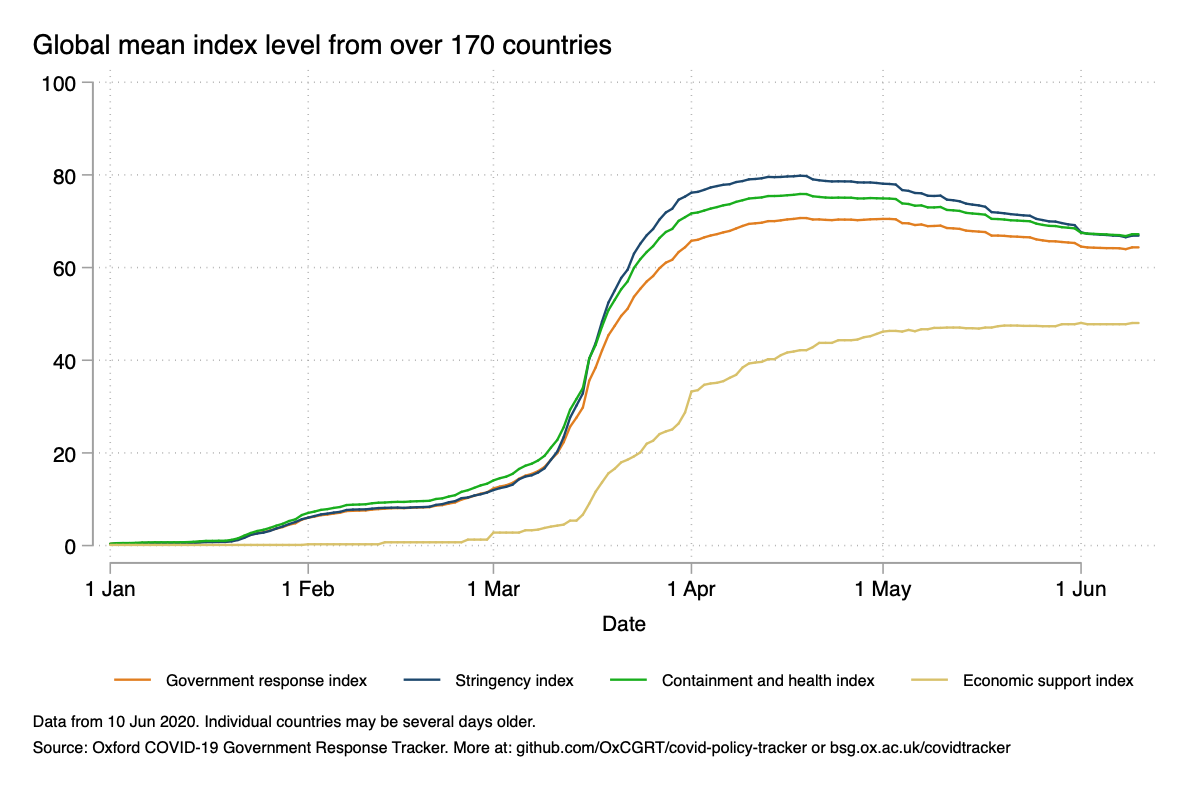 Global mean index level from over 170 countries
100
80
60
40
20
0
1 Jan 1 Feb 1 Mar 1 Apr 1 May 1 Jun
Date
Government response index Stringency index Containment and health index Economic support index
Data from 10 Jun 2020. Individual countries may be several days older.
Source: Oxford COVID-19 Government Response Tracker. More at: github.com/OxCGRT/covid-policy-tracker or bsg.ox.ac.uk/covidtracker